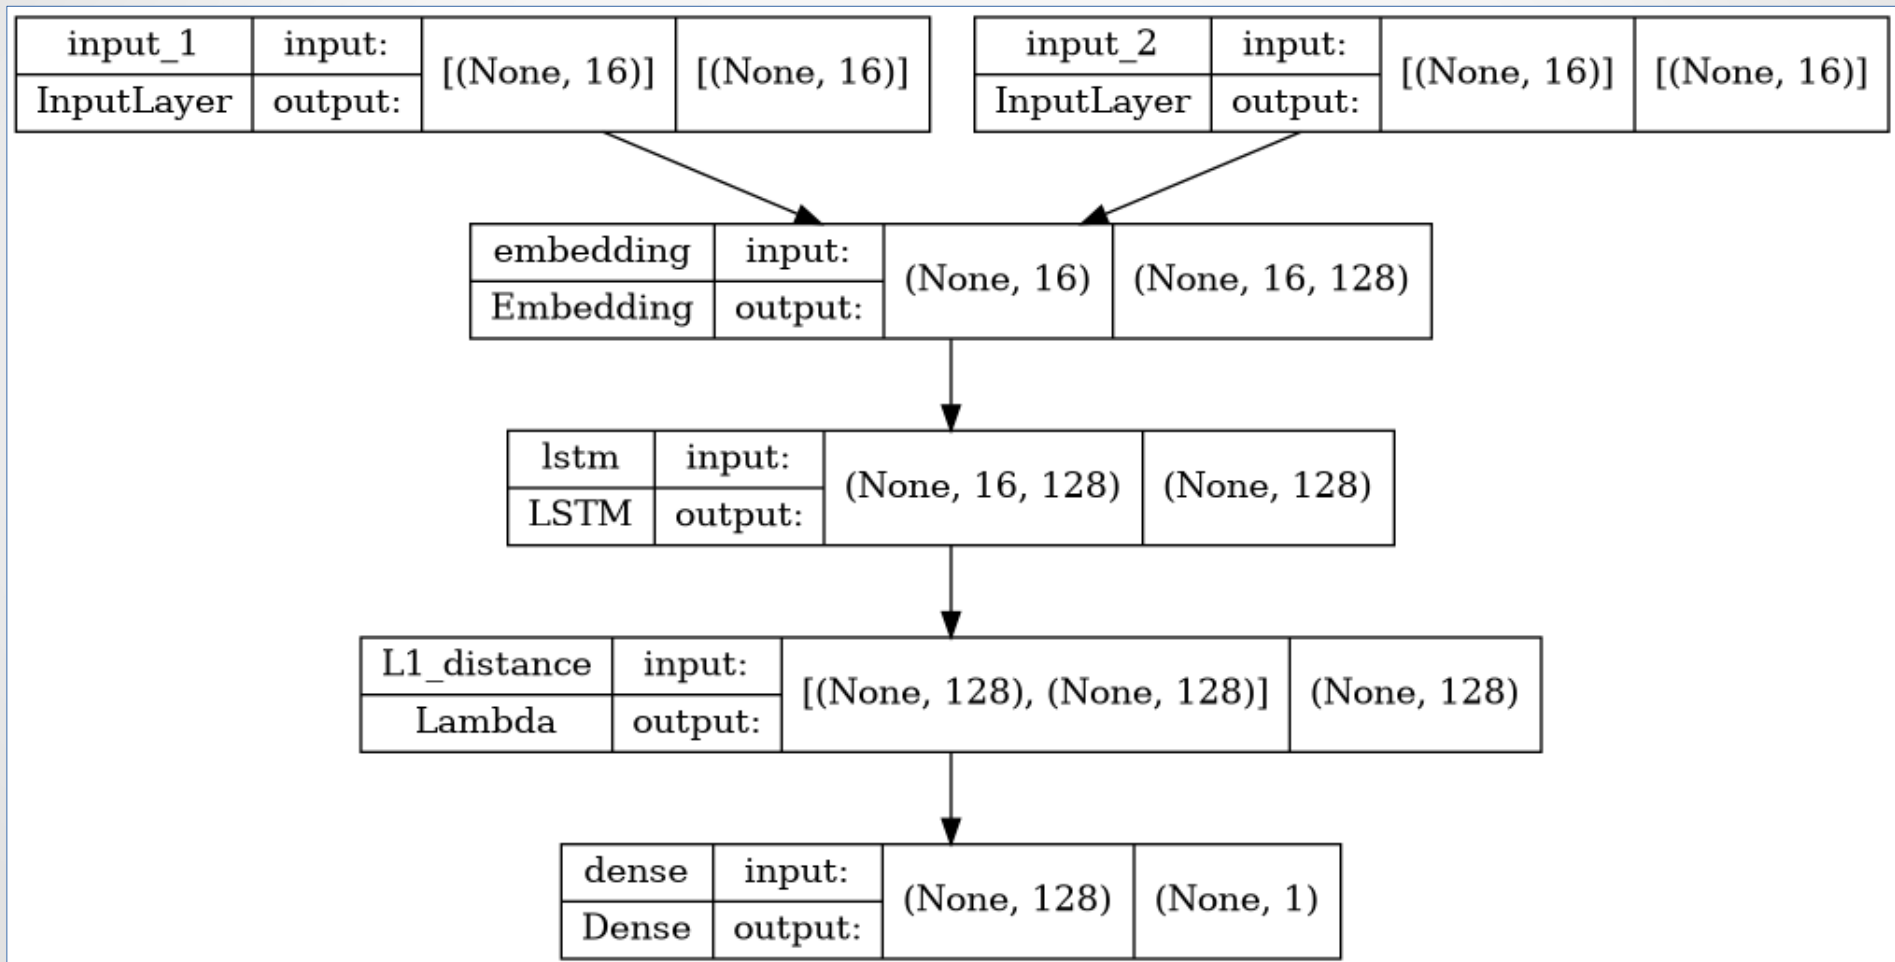 input_1 input: [(None, 16)] [(None, 16)]
InputLayer output:
input_2 input: [(None, 16)] [(None, 16)]
InputLayer output:
embedding input: (None, 16) (None, 16, 128)
Embedding output:
lstm input: (None, 16, 128) (None, 128)
LSTM output:
L1_distance input: [(None, 128), (None, 128)] (None, 128)
Lambda output:
dense input: (None, 128) (None, 1)
Dense output: